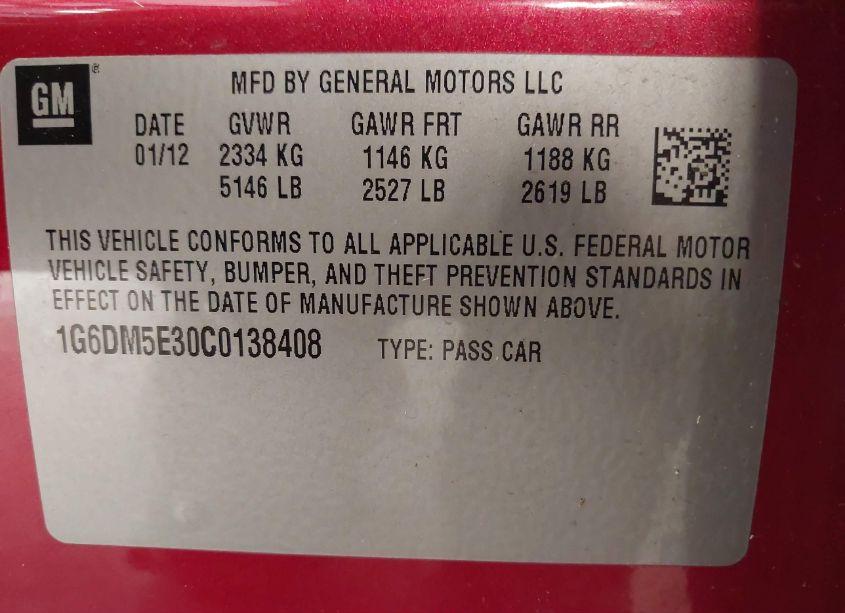 GM®
MFD BY GENERAL MOTORS LLC
DATE GVWR GAWR FRT GAWR RR
01/12 2334 KG 1146 KG 1188 KG
5146 LB 2527 LB 2619 LB
THIS VEHICLE CONFORMS TO ALL APPLICABLE U.S. FEDERAL MOTOR
VEHICLE SAFETY, BUMPER, AND THEFT PREVENTION STANDARDS IN
EFFECT ON THE DATE OF MANUFACTURE SHOWN ABOVE.
1G6DM5E30C0138408 TYPE: PASS CAR